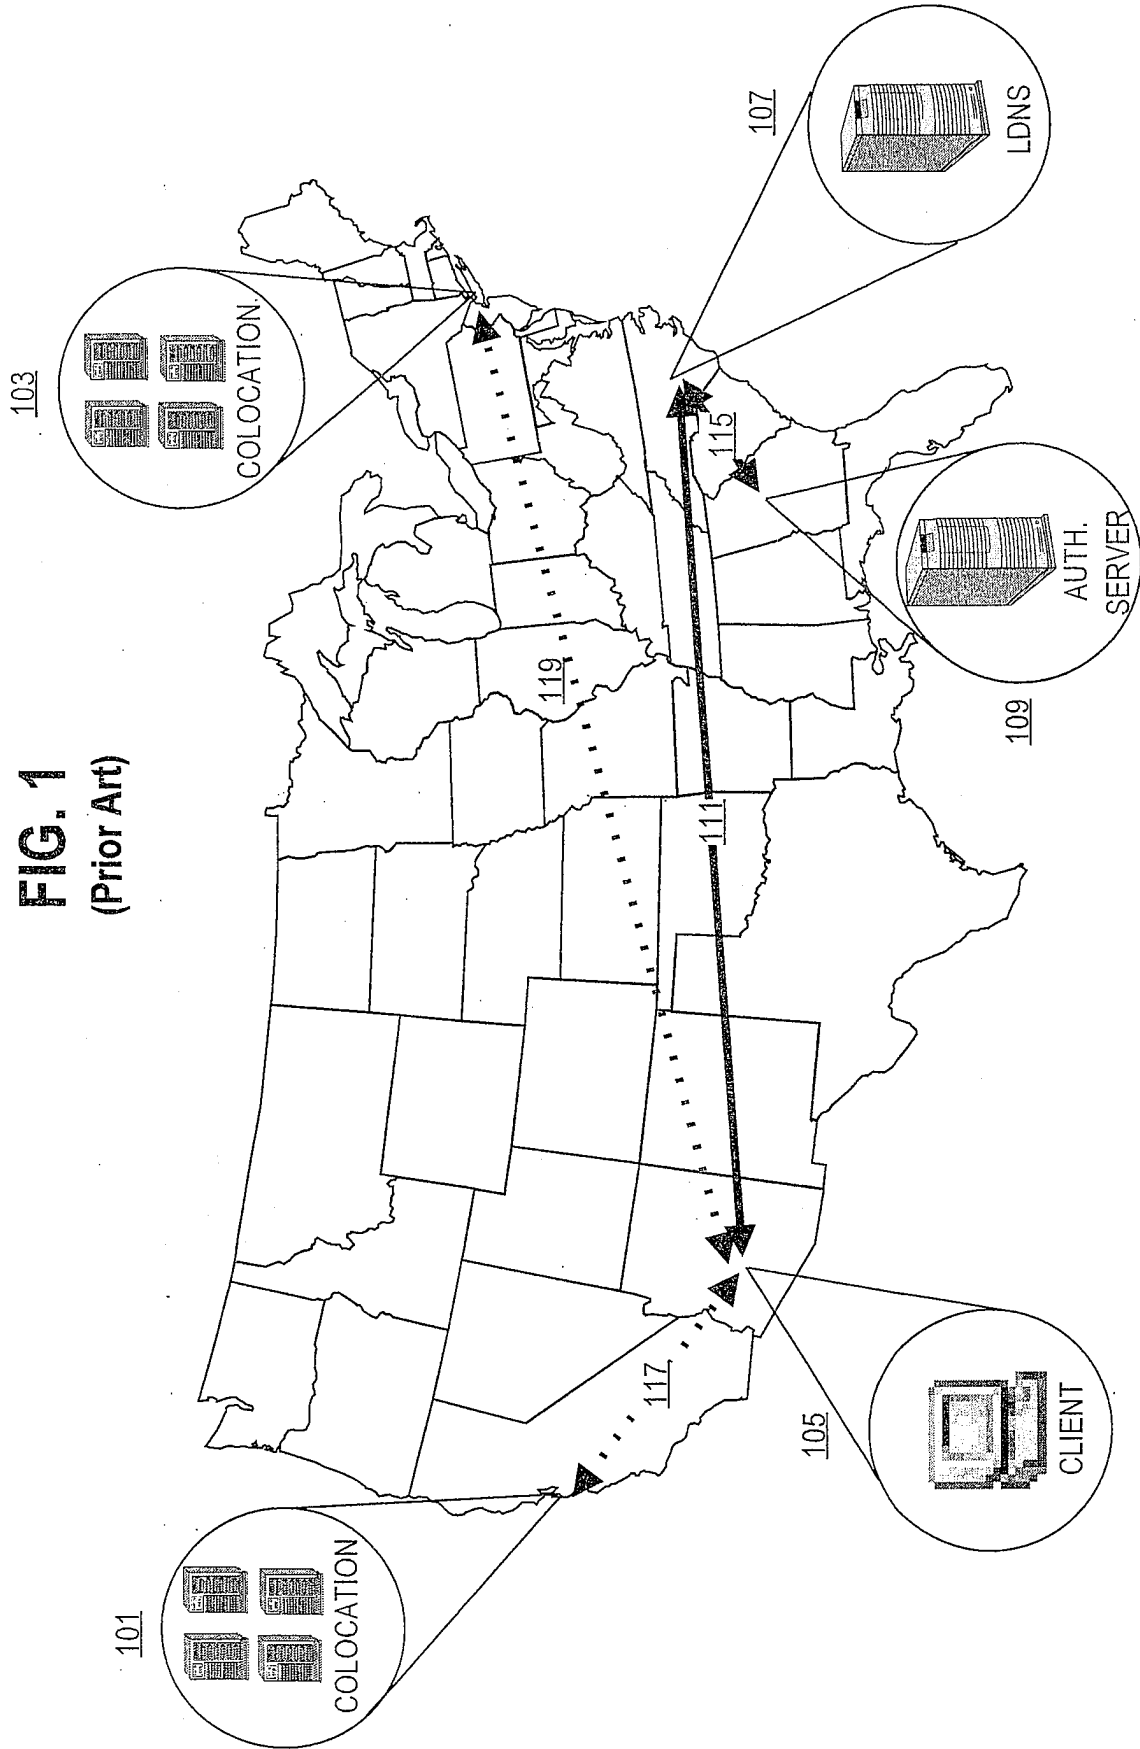 FIG. 1
(Prior Art)
101
COLOCATION
103
COLOCATION
117
119
111
115
105
CLIENT
109
AUTH.
SERVER
107
LDNS